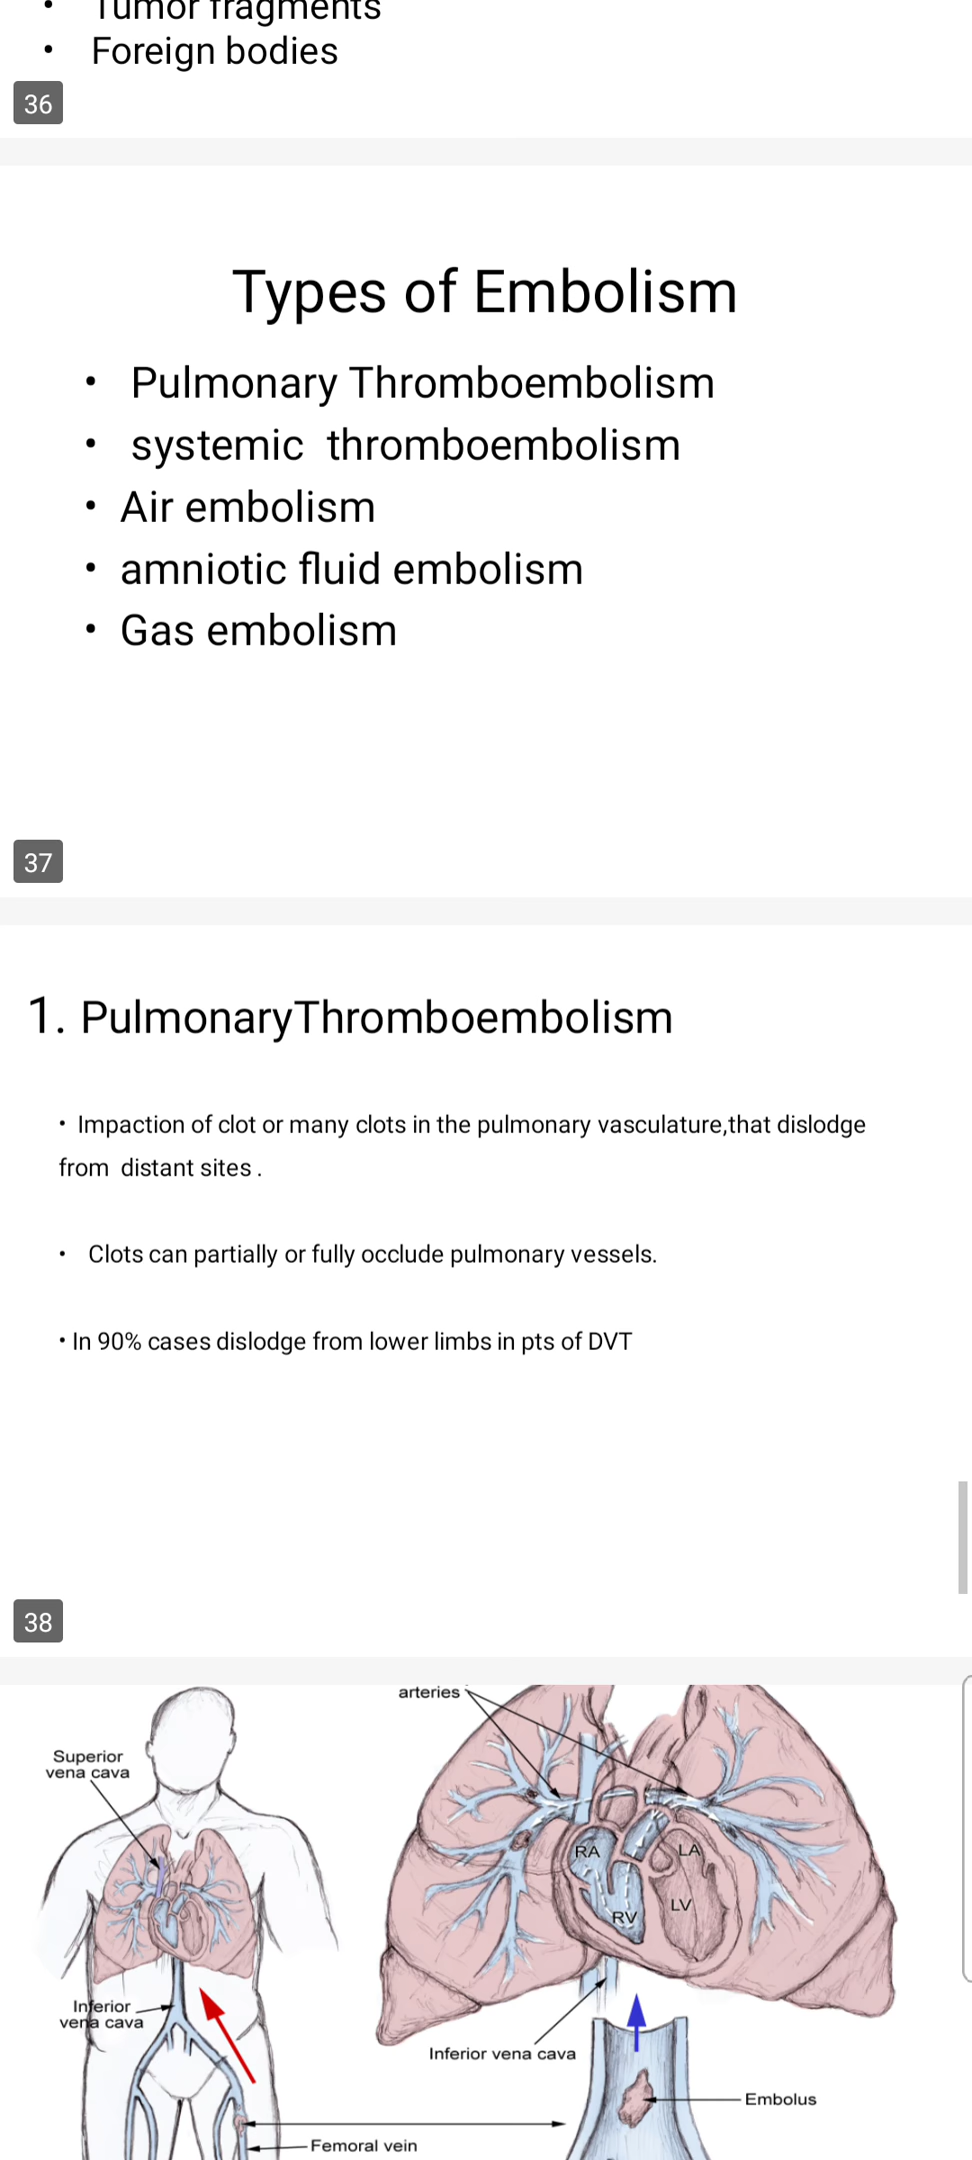 • Tumor fragments
• Foreign bodies
36
Types of Embolism
• Pulmonary Thromboembolism
• systemic thromboembolism
• Air embolism
• amniotic fluid embolism
• Gas embolism
37
1. PulmonaryThromboembolism
• Impaction of clot or many clots in the pulmonary vasculature,that dislodge
from distant sites .
• Clots can partially or fully occlude pulmonary vessels.
• In 90% cases dislodge from lower limbs in pts of DVT
38
arteries
Superior
vena cava
RA
LA
LV
RV
Inferior
vena cava
Inferior vena cava
Embolus
Femoral vein